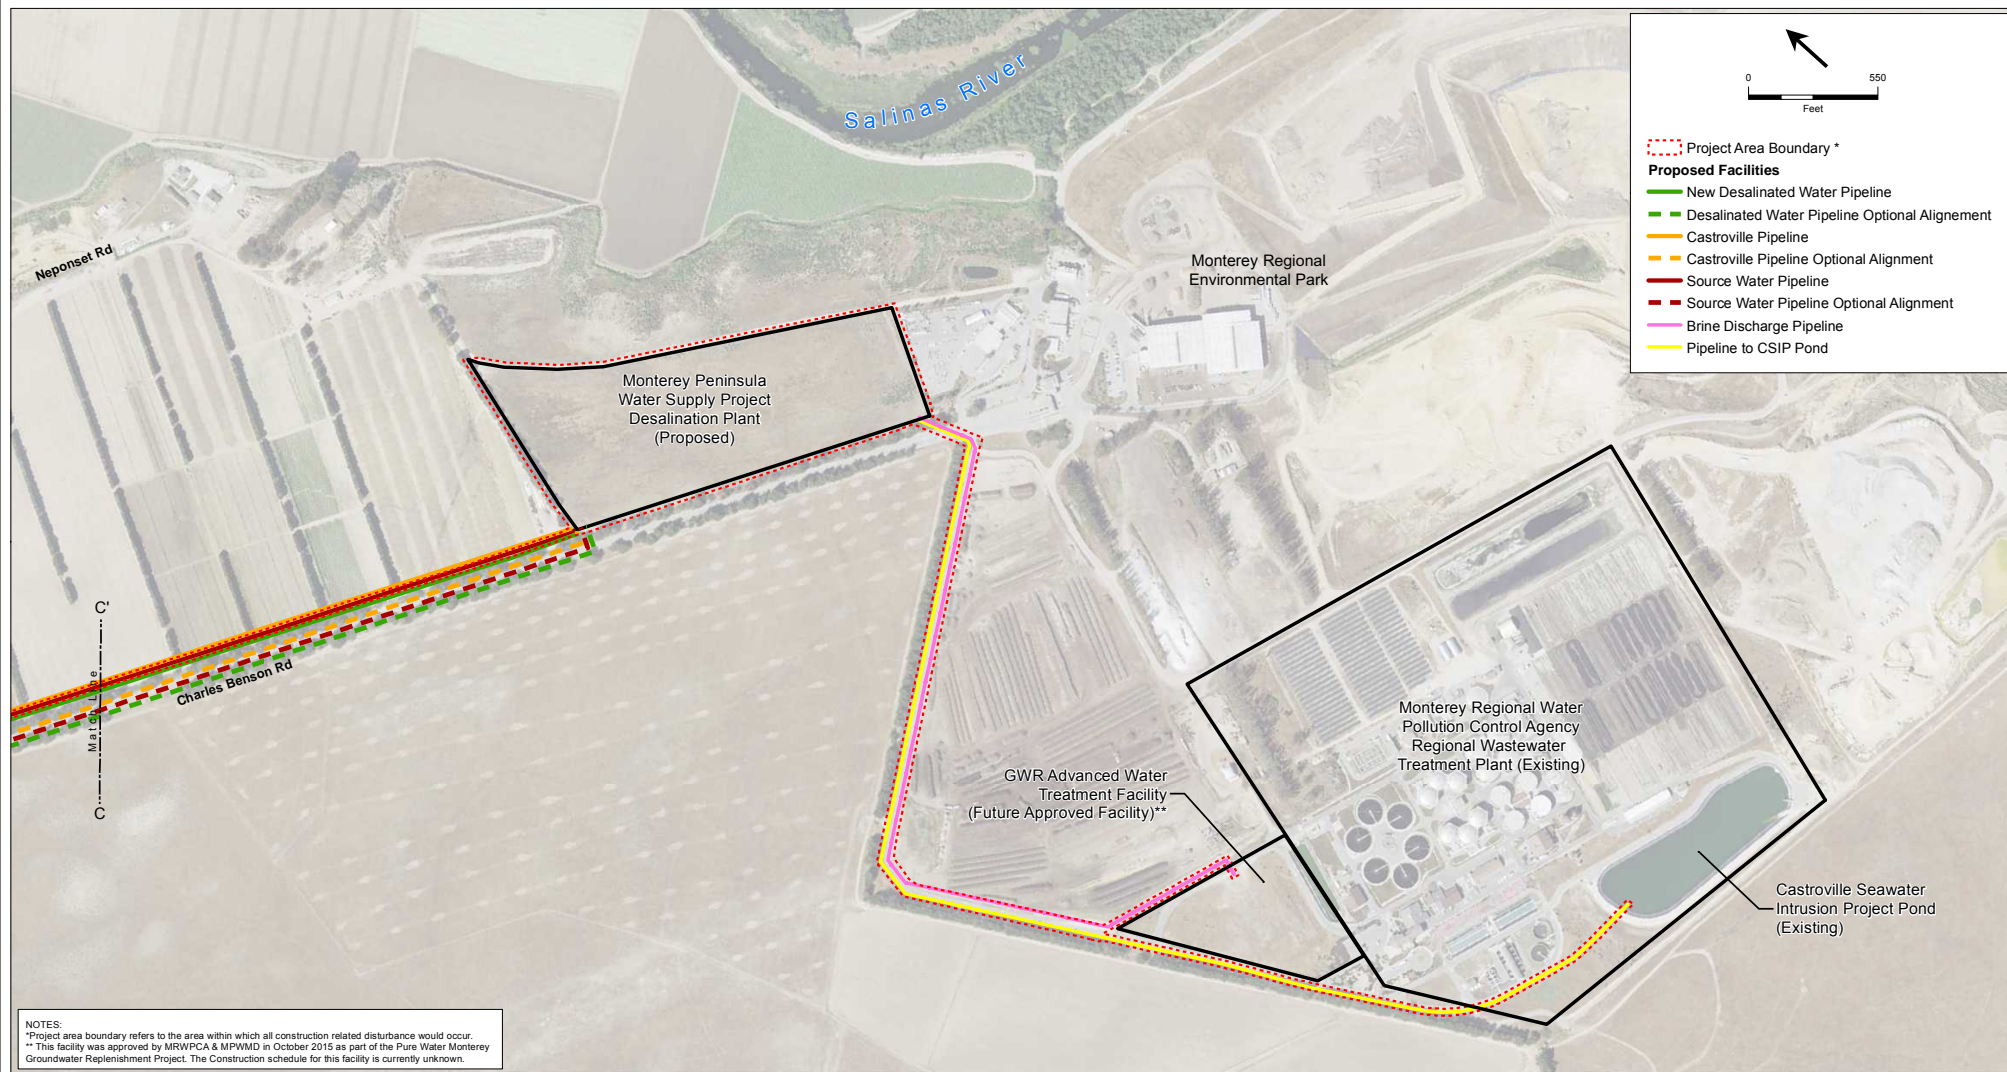 Salinas River
0
550
Feet
Project Area Boundary *
Proposed Facilities
New Desalinated Water Pipeline
Desalinated Water Pipeline Optional Alignement
Castroville Pipeline
Castroville Pipeline Optional Alignment
Source Water Pipeline
Source Water Pipeline Optional Alignment
Brine Discharge Pipeline
Pipeline to CSIP Pond
Neponset Rd
Monterey Regional
Environmental Park
Monterey Peninsula
Water Supply Project
Desalination Plant
(Proposed)
C'
Match Line
C
Charles Benson Rd
Monterey Regional Water
Pollution Control Agency
Regional Wastewater
Treatment Plant (Existing)
GWR Advanced Water
Treatment Facility
(Future Approved Facility)**
Castroville Seawater
Intrusion Project Pond
(Existing)
NOTES:
*Project area boundary refers to the area within which all construction related disturbance would occur.
** This facility was approved by MRWPCA & MPWMD in October 2015 as part of the Pure Water Monterey
Groundwater Replenishment Project. The Construction schedule for this facility is currently unknown.